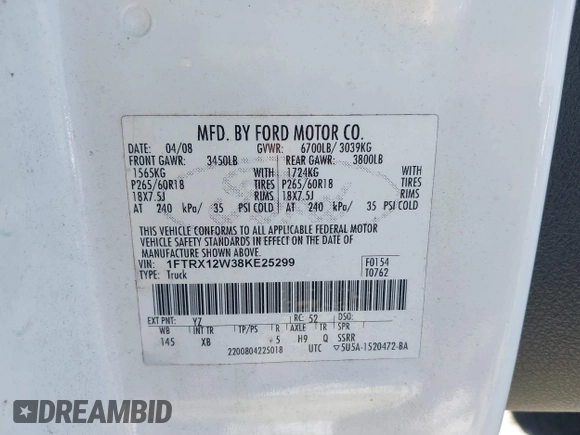 MFD. BY FORD MOTOR CO.
DATE: 04/08 GVWR: 6700LB/ 3039KG
FRONT GAWR: 3450LB REAR GAWR: 3800LB
1565KG WITH 1724KG WITH
P265/60R18 TIRES P265/60R18 TIRES
18X7.5J RIMS 18X7.5J RIMS
AT 240 kPa/ 35 PSI COLD AT 240 kPa/ 35 PSI COLD
THIS VEHICLE CONFORMS TO ALL APPLICABLE FEDERAL MOTOR
VEHICLE SAFETY STANDARDS IN EFFECT ON THE DATE OF
MANUFACTURE SHOWN ABOVE.
VIN: 1FTRX12W38KE25299 F0154
TYPE: Truck T0762
EXT PNT: YZ RC: 52 DSO:
WB INT TR TP/PS R AXLE TR SPR
145 XB 5 H9 Q SSRR
2200804225018 UTC ▽5U5A-1520472-BA
DREAMBID